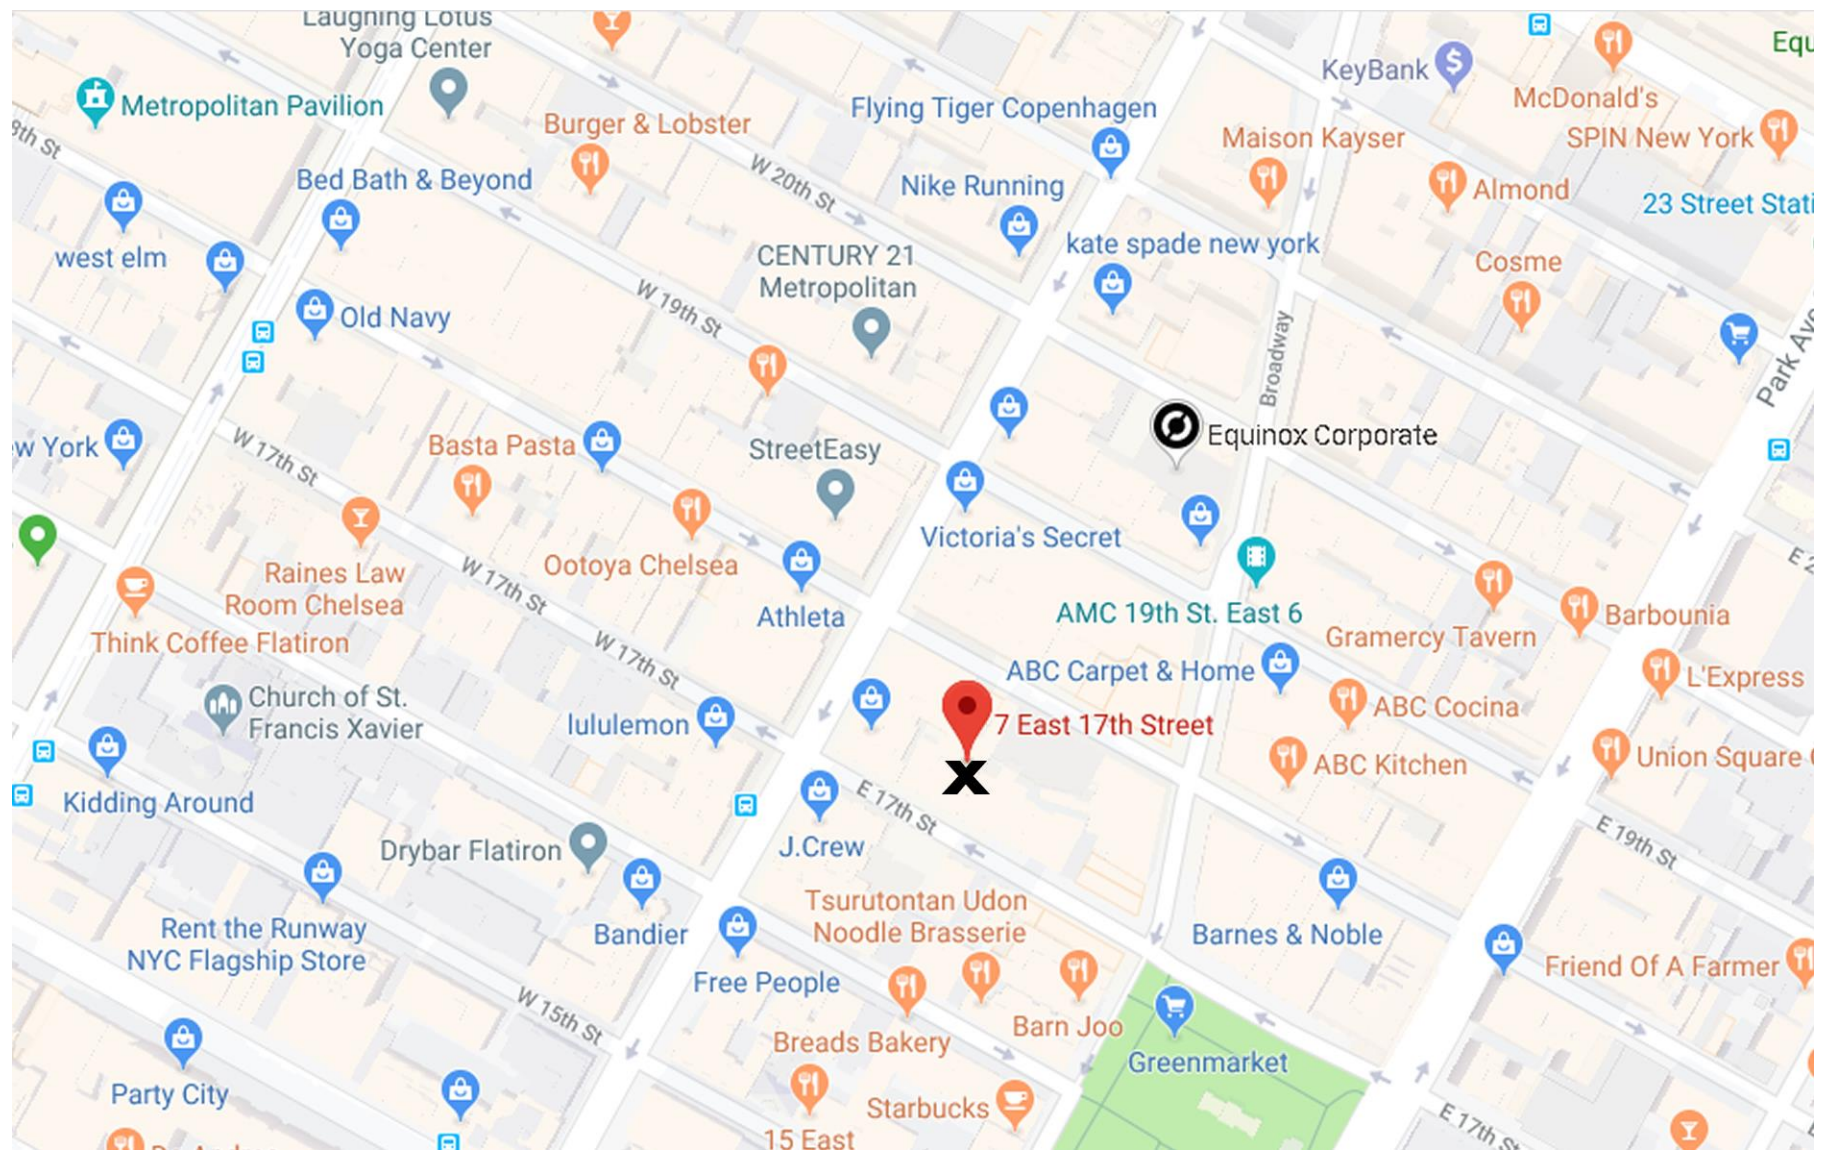 Laughing Lotus
Yoga Center
Metropolitan Pavilion
Burger & Lobster
Flying Tiger Copenhagen
KeyBank
McDonald's
Maison Kayser
SPIN New York
Bed Bath & Beyond
W 20th St
Nike Running
Almond
23 Street Stati
west elm
kate spade new york
CENTURY 21
Metropolitan
Cosme
Old Navy
W 19th St
Broadway
Park Ave
W 17th St
Basta Pasta
StreetEasy
Equinox Corporate
w York
Victoria's Secret
Raines Law
Room Chelsea
W 17th St
Ootoya Chelsea
Athleta
AMC 19th St. East 6
Gramercy Tavern
Barbounia
Think Coffee Flatiron
W 17th St
ABC Carpet & Home
L'Express
Church of St.
Francis Xavier
lululemon
7 East 17th Street
X
ABC Cocina
ABC Kitchen
Union Square
Kidding Around
E 17th St
E 19th St
Drybar Flatiron
J.Crew
Tsurutontan Udon
Noodle Brasserie
Rent the Runway
NYC Flagship Store
Bandier
Barnes & Noble
Free People
Friend Of A Farmer
W 15th St
Breads Bakery
Barn Joo
Greenmarket
Party City
Starbucks
E 17th St
15 East